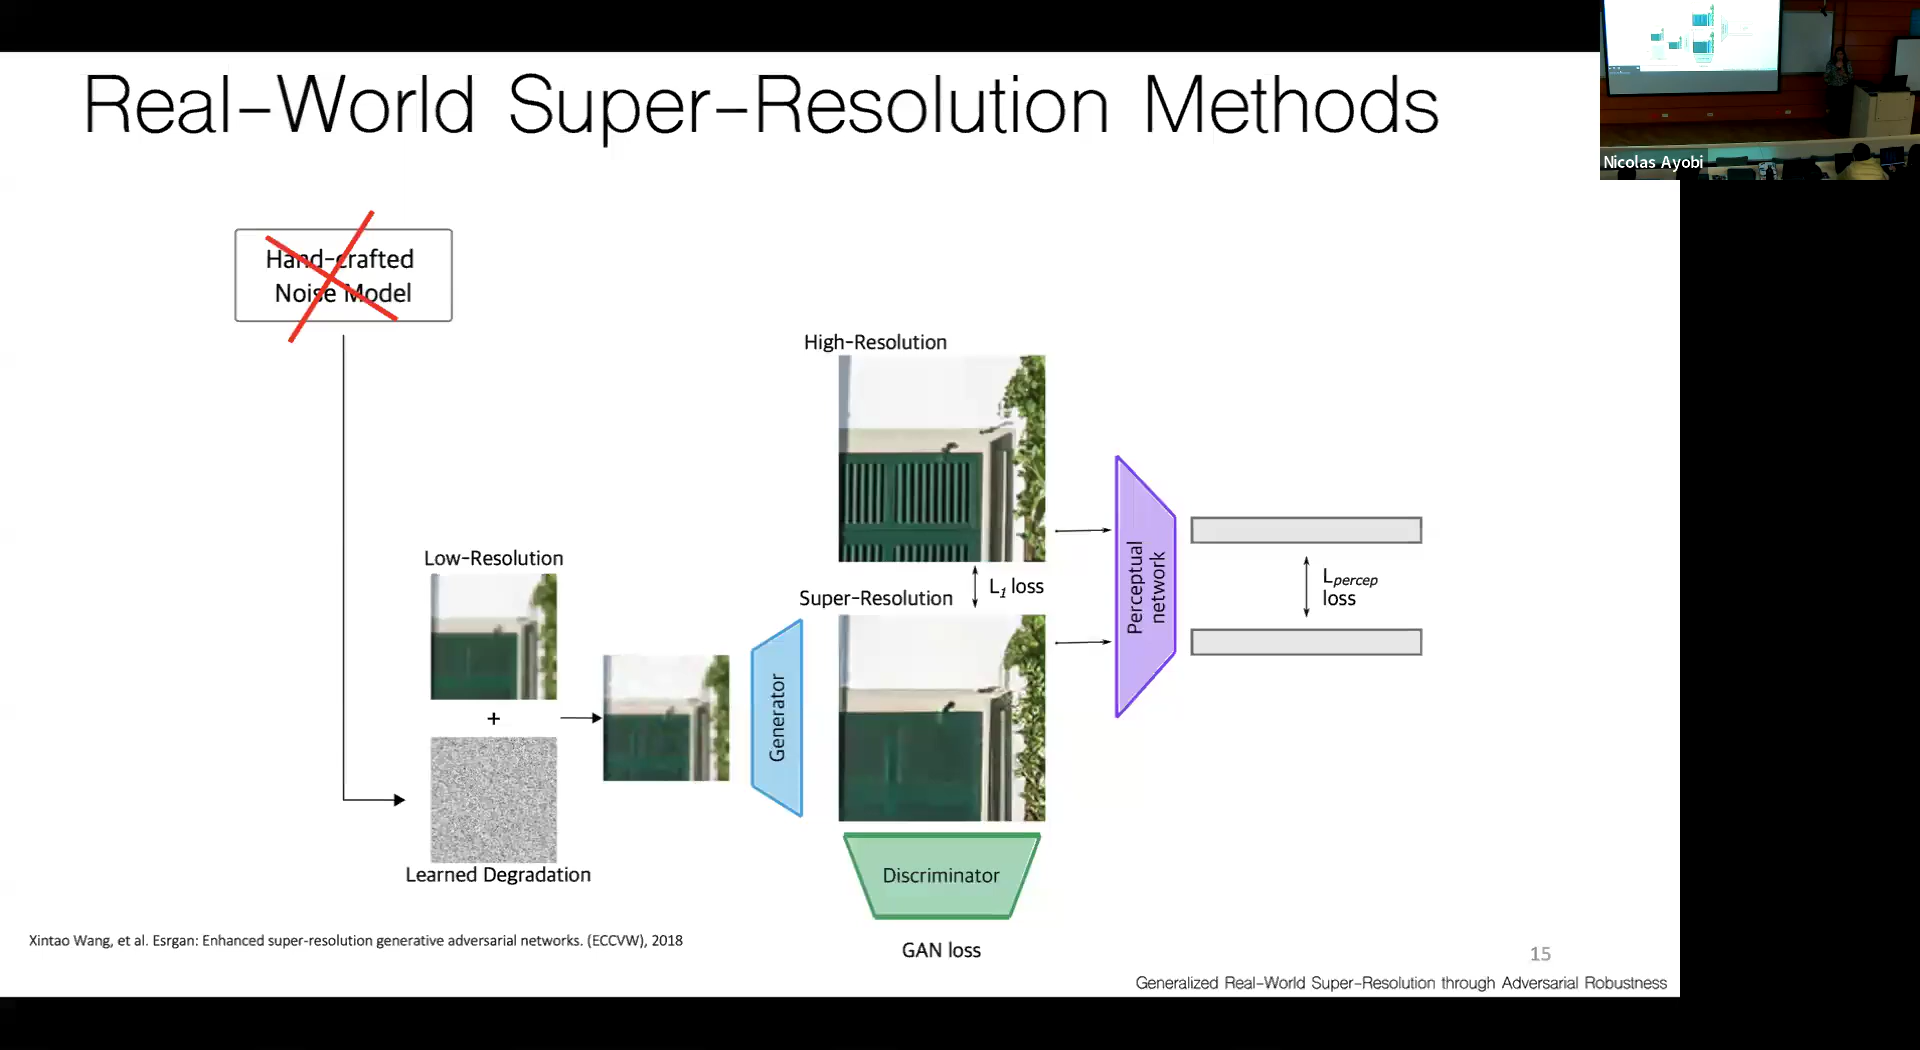 Real-World Super-Resolution Methods
Nicolas Ayobi
Hand-crafted
Noise Model
High-Resolution
Low-Resolution
L1 loss
Super-Resolution
Perceptual
network
Lpercep
loss
+
Generator
Learned Degradation
Discriminator
GAN loss
Xintao Wang, et al. Esrgan: Enhanced super-resolution generative adversarial networks. (ECCVW), 2018
15
Generalized Real-World Super-Resolution through Adversarial Robustness